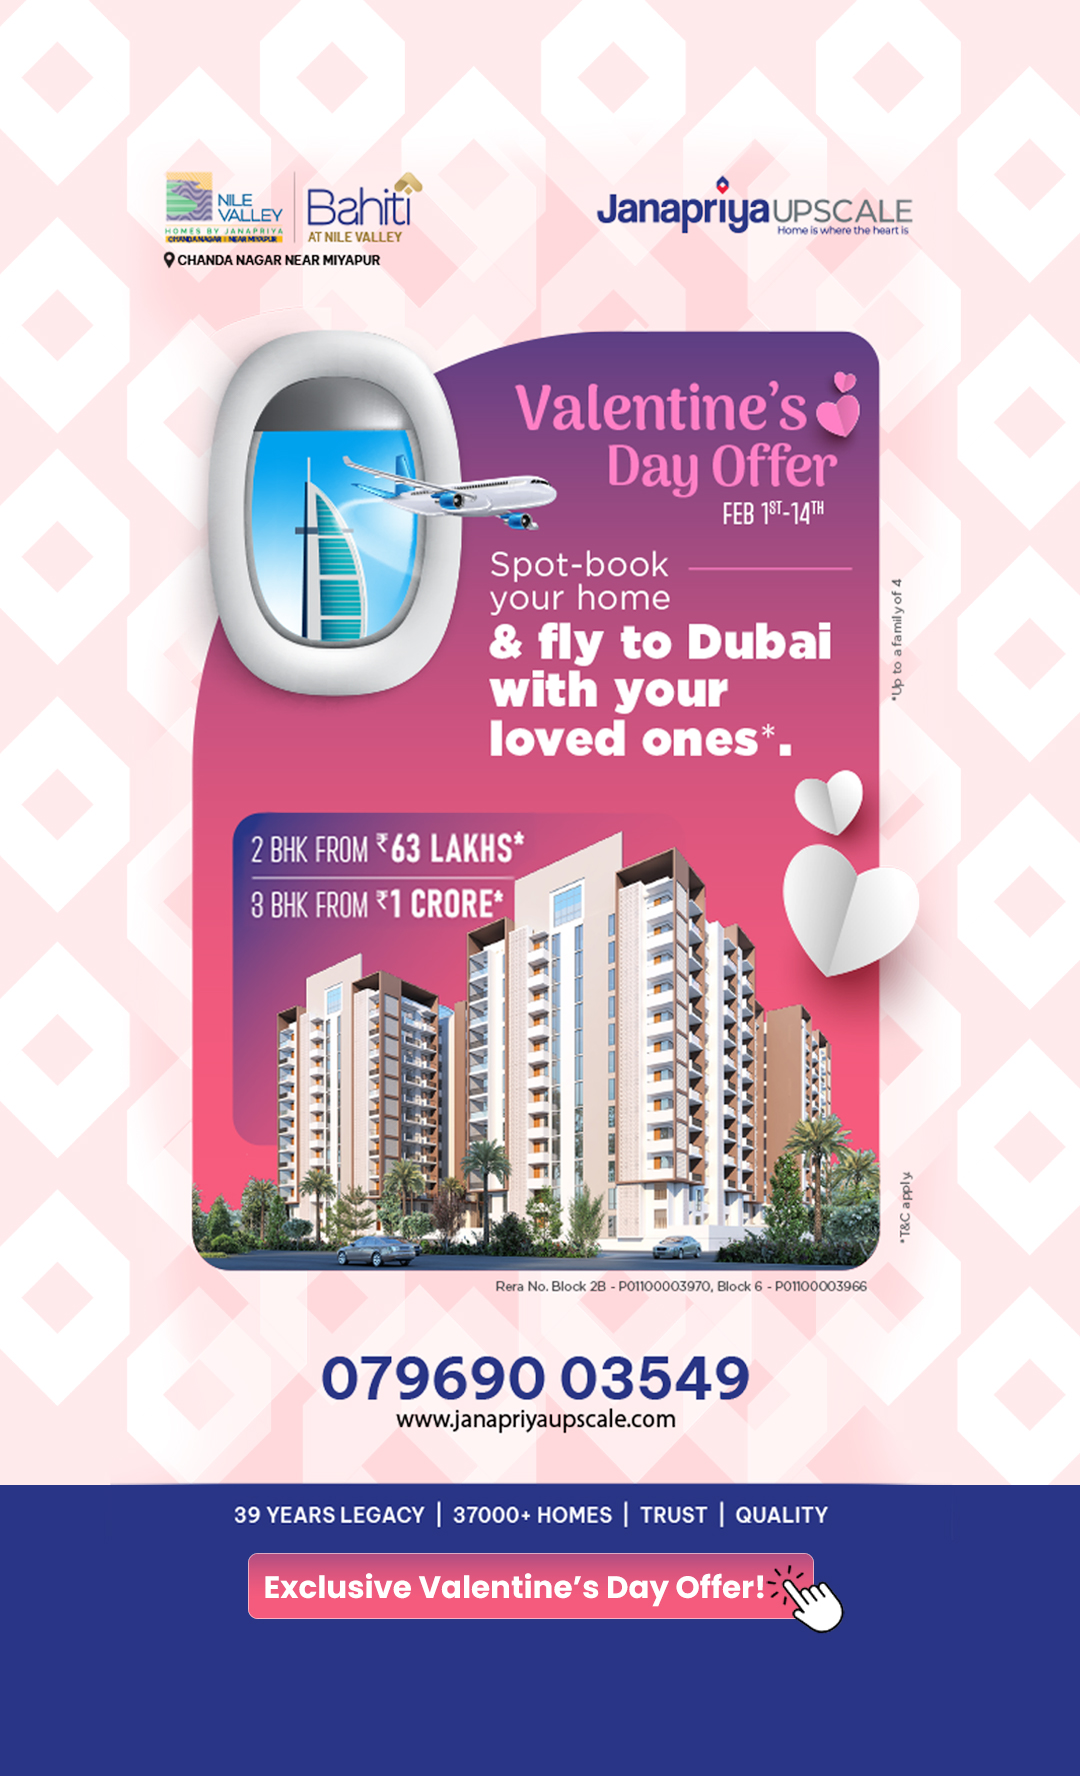 NILE
VALLEY
HOMES BY JANAPRIYA
CHANDA NAGAR | NEAR MIYAPUR
Bahiti
AT NILE VALLEY
CHANDA NAGAR NEAR MIYAPUR
Janapriya UPSCALE
Home is where the heart is
Valentine's
Day Offer
FEB 1ST-14TH
Spot-book
your home
& fly to Dubai
with your
loved ones*.
*Up to a family of 4
2 BHK FROM ₹63 LAKHS*
3 BHK FROM ₹1 CRORE*
*T&C apply.
Rera No. Block 2B - P01100003970, Block 6 - P01100003966
079690 03549
www.janapriyaupscale.com
39 YEARS LEGACY | 37000+ HOMES | TRUST | QUALITY
Exclusive Valentine's Day Offer!